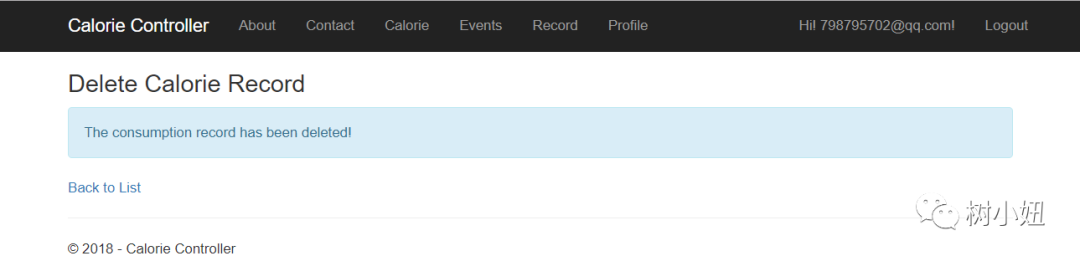 Calorie Controller About Contact Calorie Events Record Profile Hi! 798795702@qq.com! Logout
Delete Calorie Record
The consumption record has been deleted!
Back to List
树小妞
© 2018 - Calorie Controller